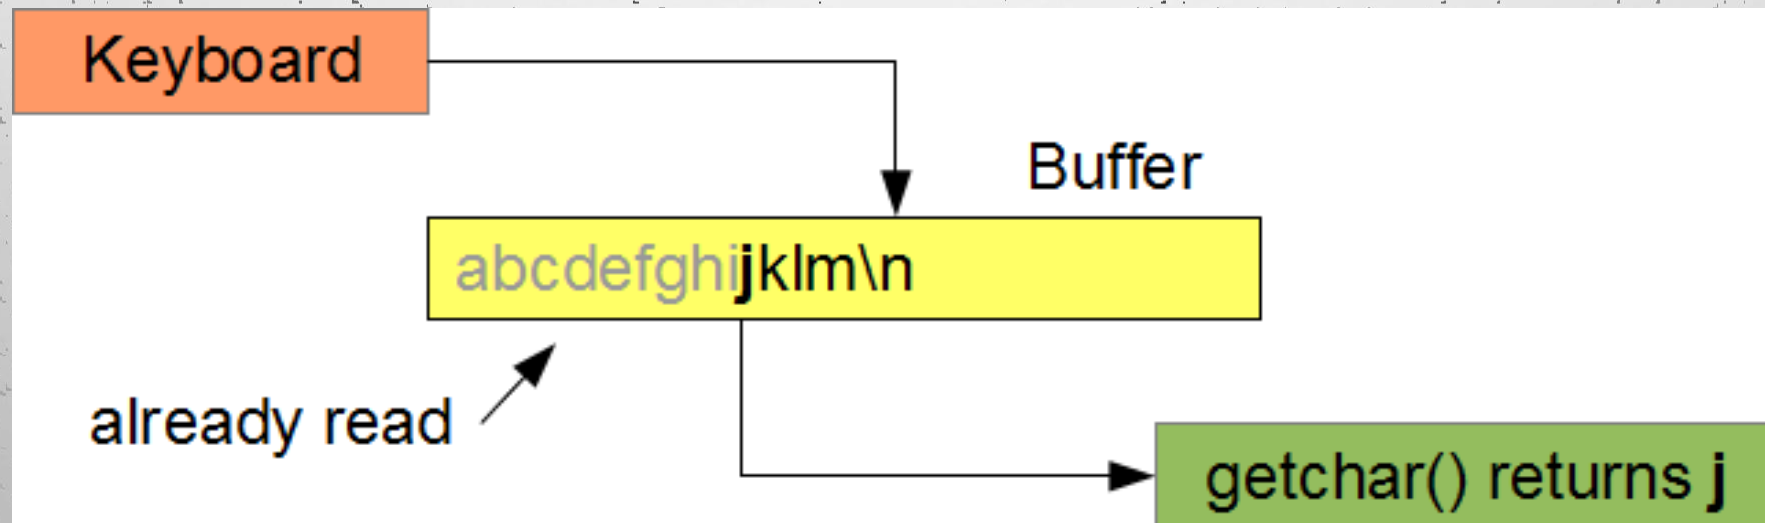 Keyboard
Buffer
abcdefghijklm\n
already read
getchar() returns j